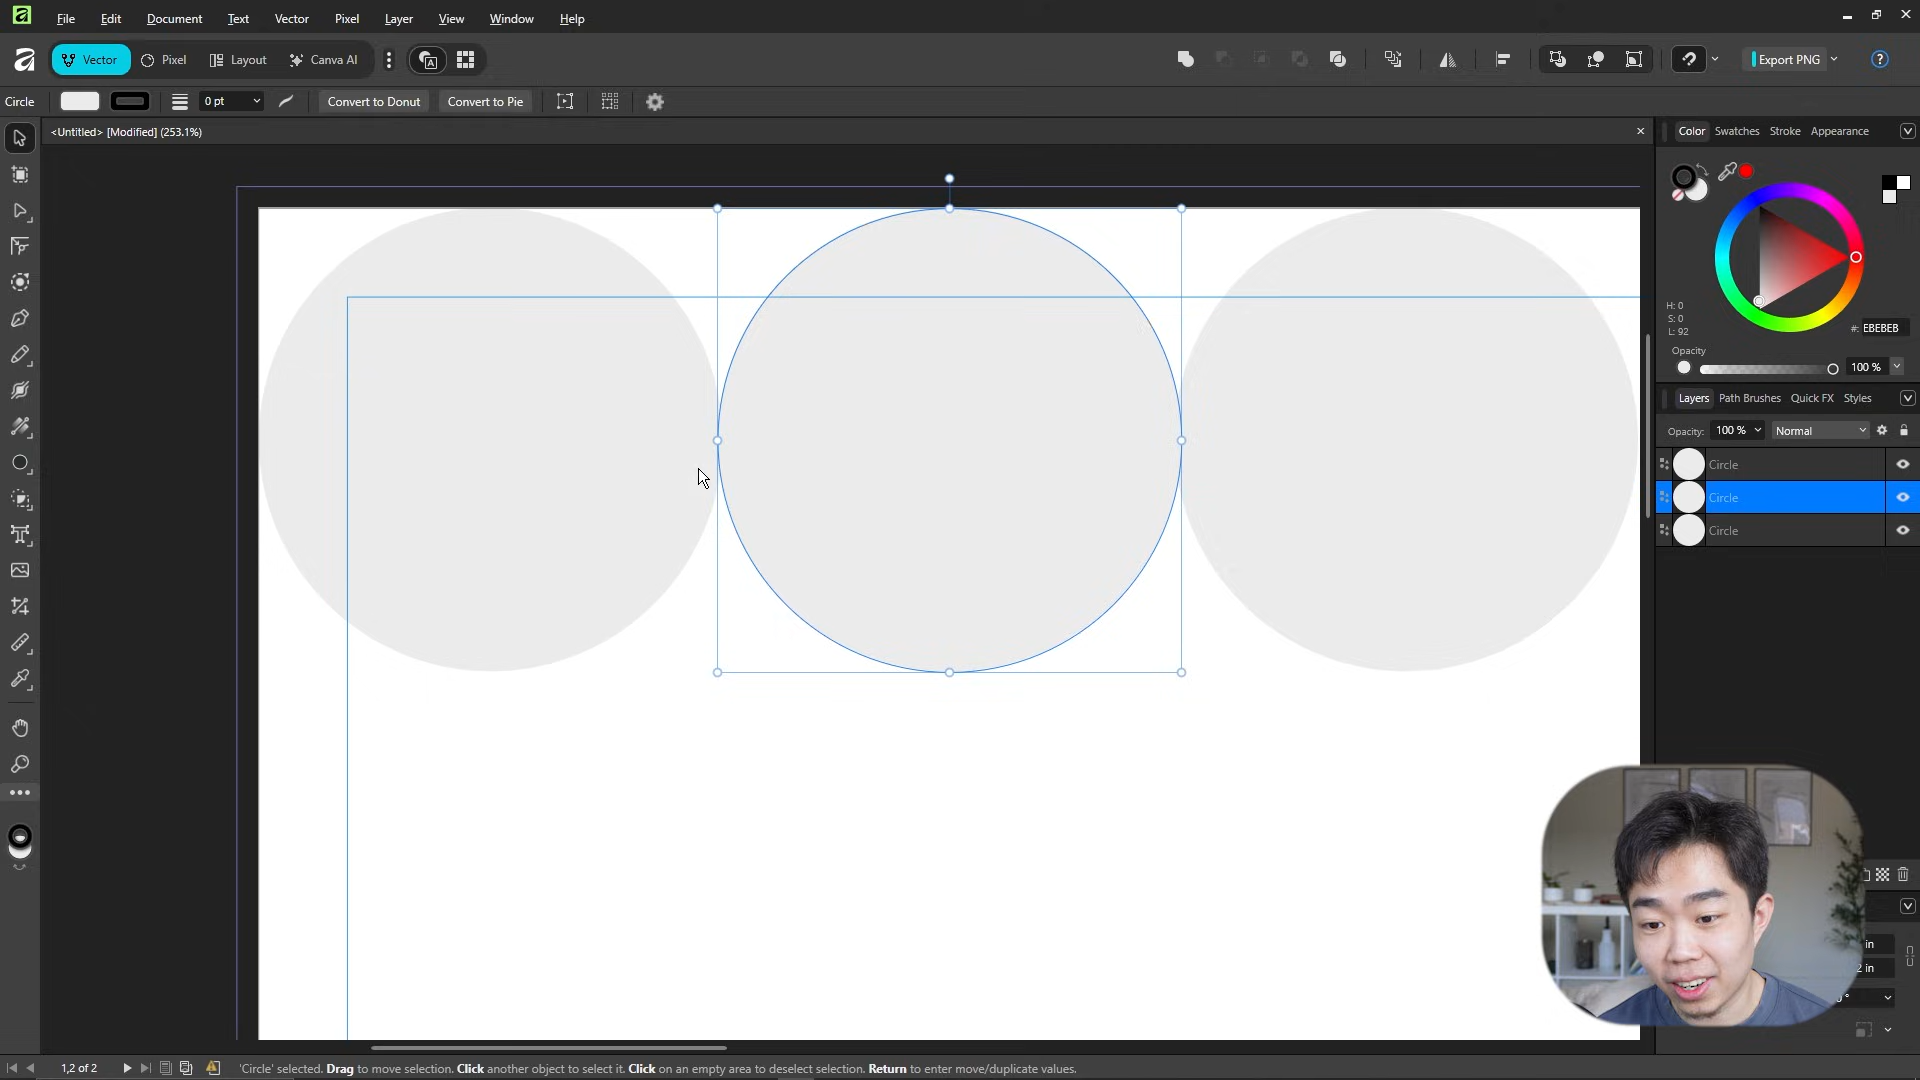 File Edit Document Text Vector Pixel Layer View Window Help
Vector Pixel Layout Canva AI Export PNG
Circle 0 pt Convert to Donut Convert to Pie
<Untitled> [Modified] (253.1%)
Color Swatches Stroke Appearance
H: 0
S: 0
L: 92
#: EBEBEB
Opacity
100 %
Layers Path Brushes Quick FX Styles
Opacity: 100 % Normal
Circle
Circle
Circle
in
2 in
1,2 of 2 'Circle' selected. Drag to move selection. Click another object to select it. Click on an empty area to deselect selection. Return to enter move/duplicate values.